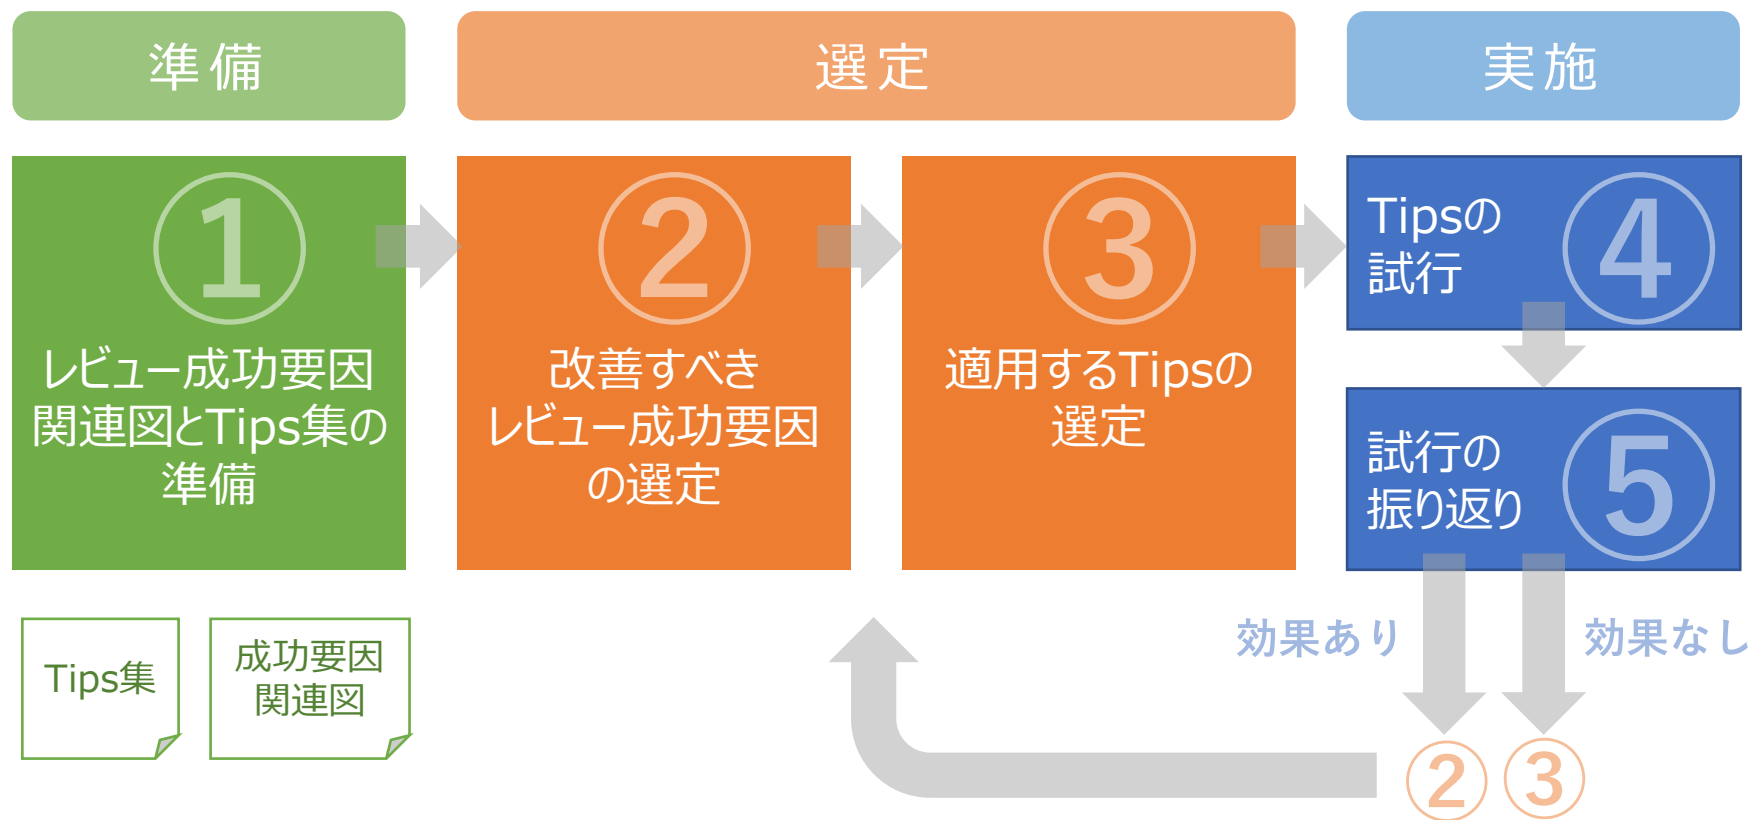 準備
選定
実施
①
レビュー成功要因
関連図とTips集の
準備
②
改善すべき
レビュー成功要因
の選定
③
適用するTipsの
選定
④
Tipsの
試行
⑤
試行の
振り返り
Tips集
成功要因
関連図
効果あり
効果なし
②
③